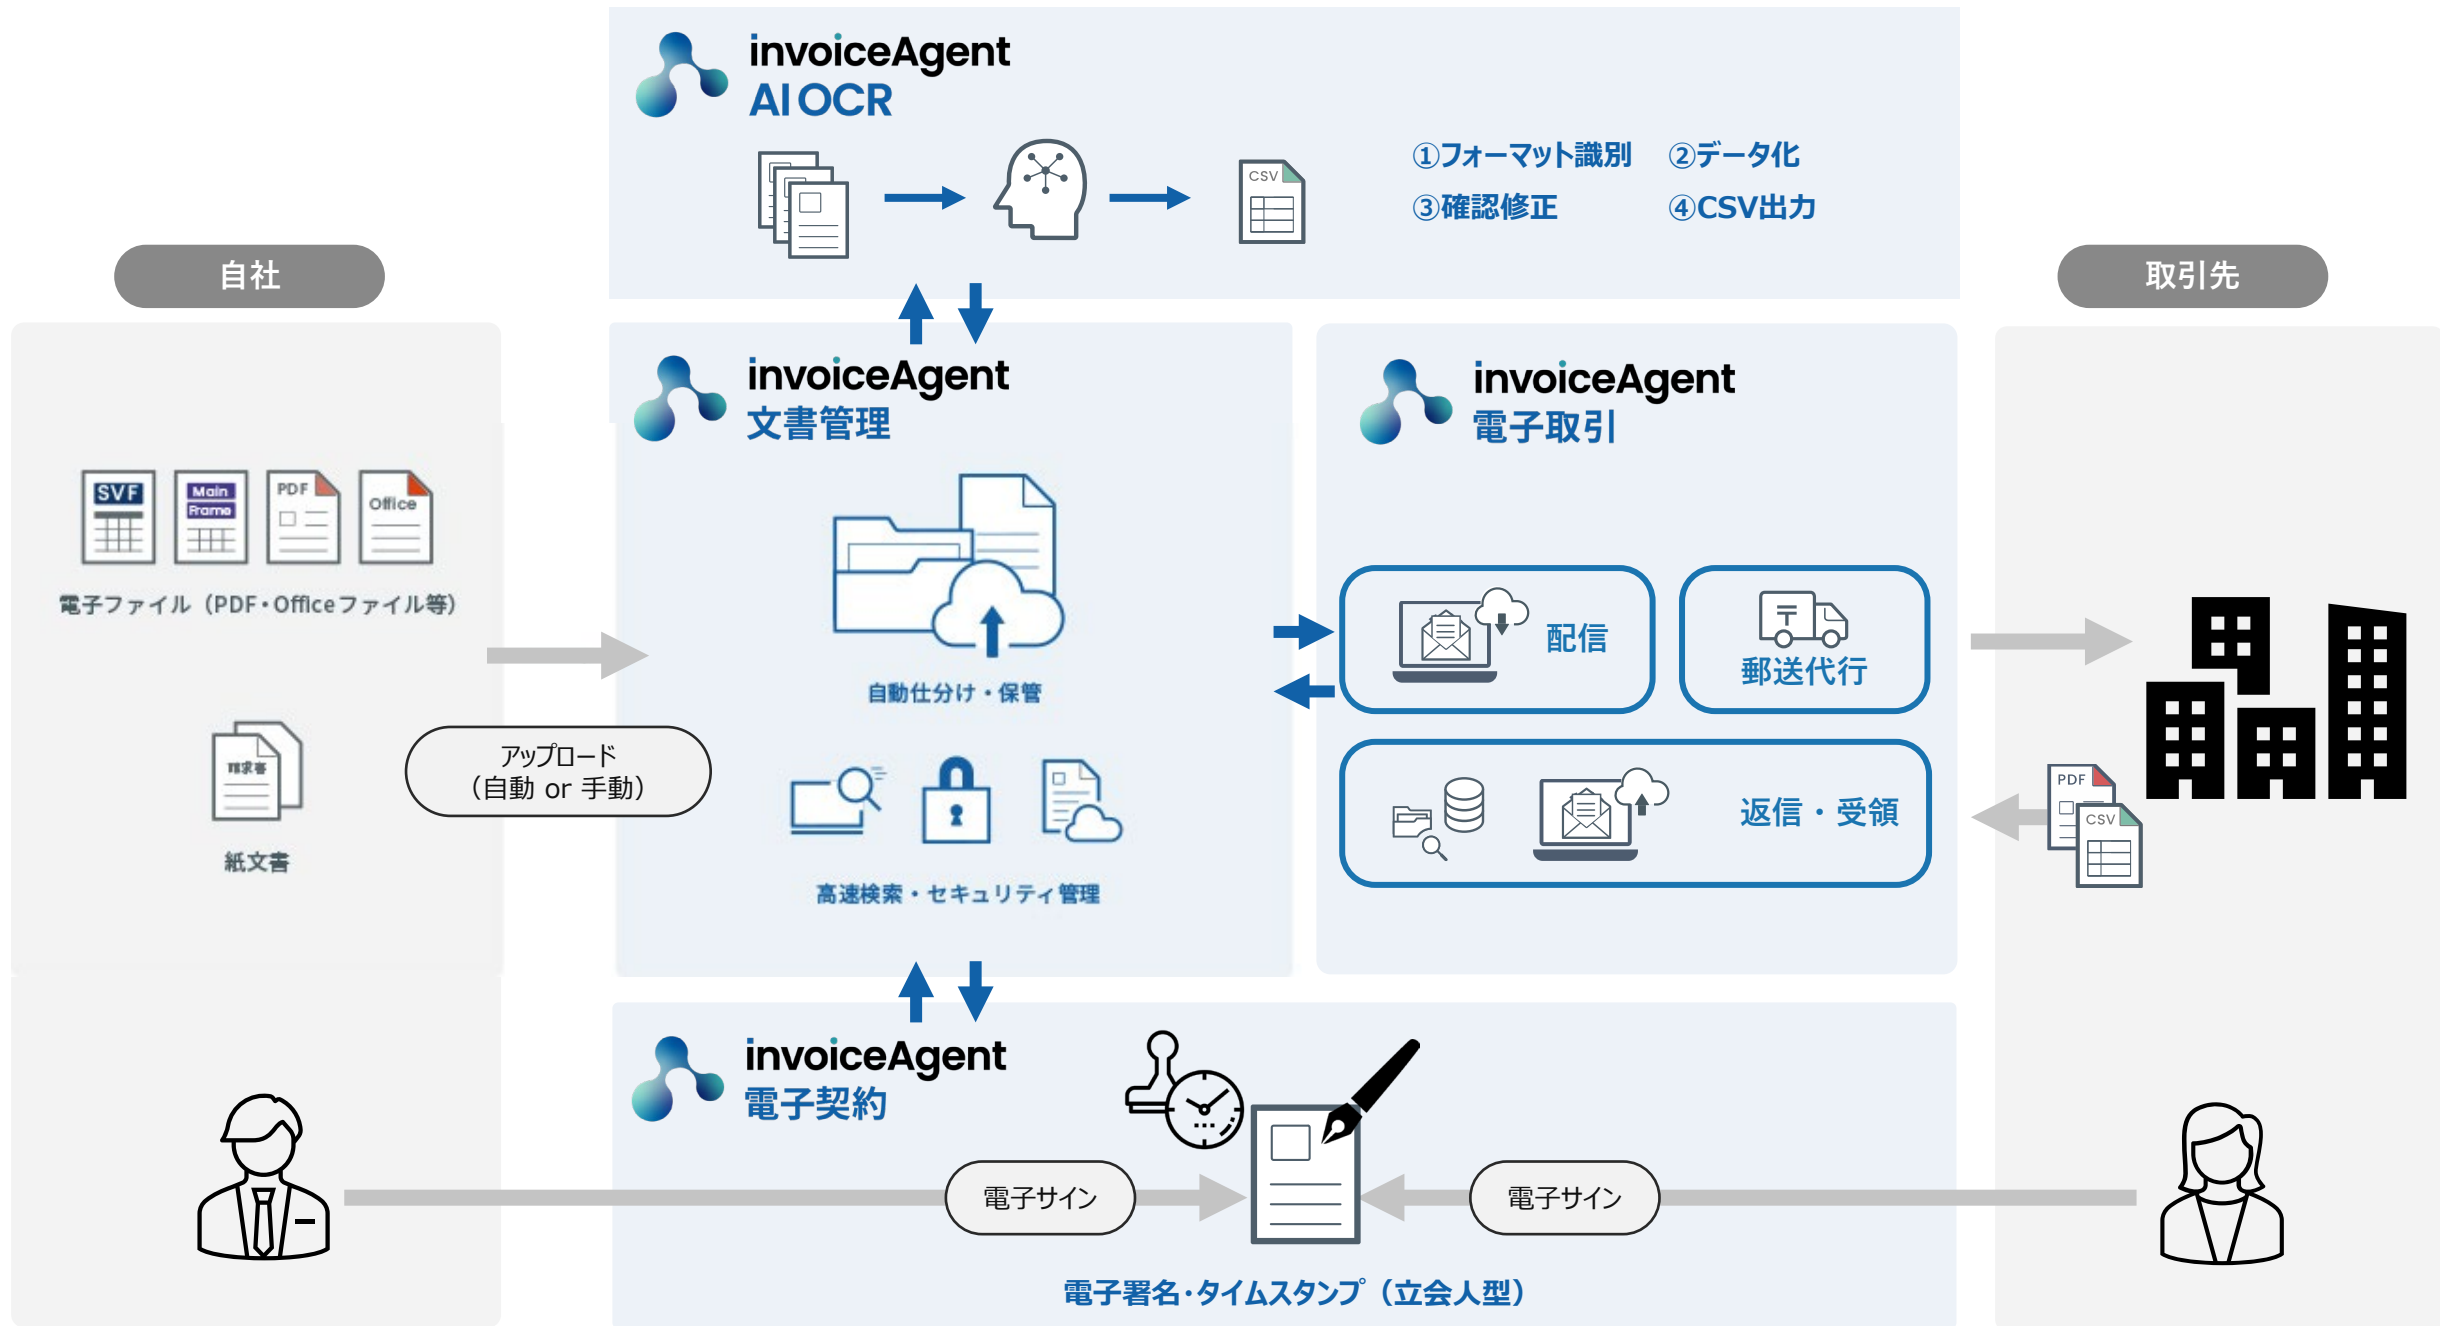 invoiceAgent
AI OCR
①フォーマット識別 ②データ化
③確認修正 ④CSV出力
CSV
自社
取引先
SVF
Main
Frame
PDF
Office
電子ファイル（PDF・Officeファイル等）
請求書
紙文書
アップロード
（自動 or 手動）
invoiceAgent
文書管理
自動仕分け・保管
高速検索・セキュリティ管理
invoiceAgent
電子取引
配信
〒
郵送代行
返信・受領
PDF
CSV
invoiceAgent
電子契約
電子サイン
電子サイン
電子署名・タイムスタンプ（立会人型）